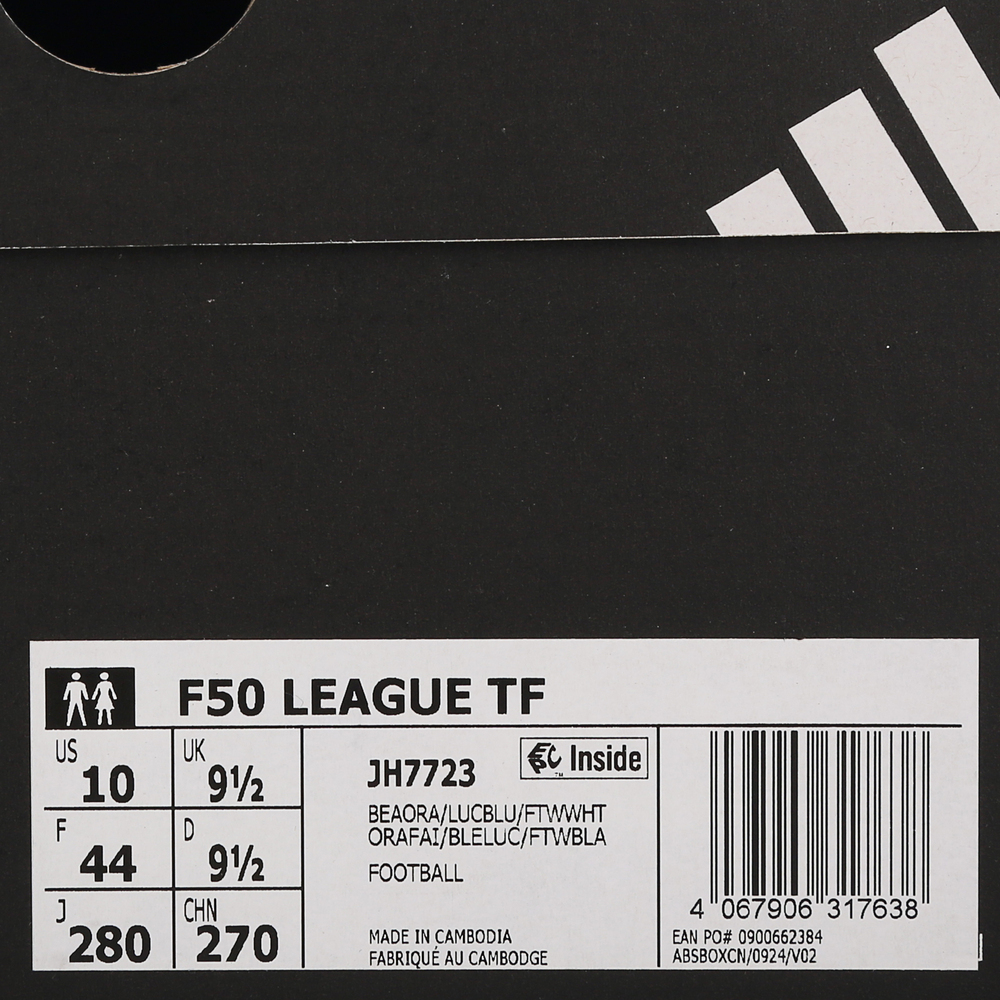 F50 LEAGUE TF
US 10 UK 9½
F 44 D 9½
J 280 CHN 270
JH7723 Inside
BEAORA/LUCBLU/FTWWHT
ORAFAI/BLELUC/FTWBLA
FOOTBALL
MADE IN CAMBODIA
FABRIQUÉ AU CAMBODGE
4 067906 317638
EAN PO# 0900662384
ABSBOXCN/0924/V02